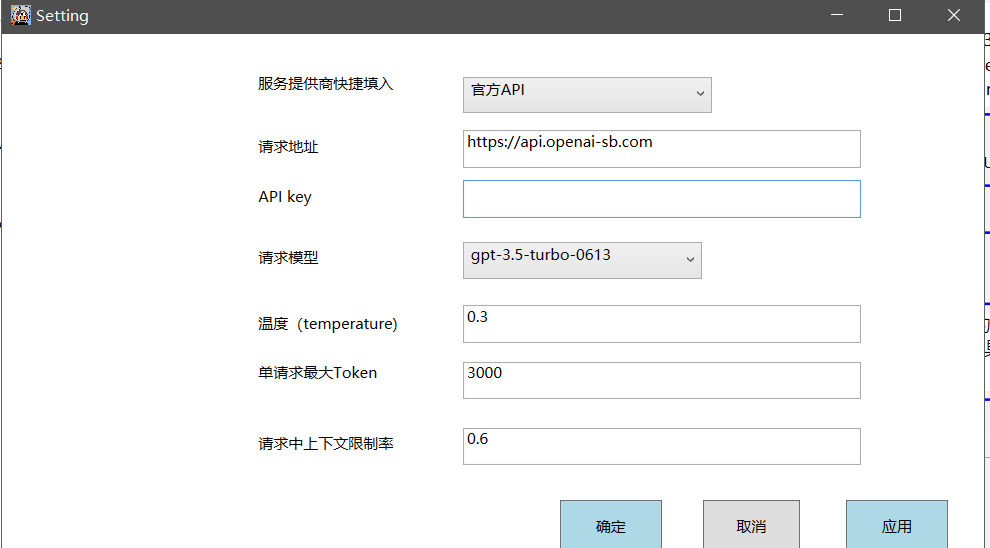 Setting
服务提供商快捷填入
官方API
请求地址
https://api.openai-sb.com
API key
请求模型
gpt-3.5-turbo-0613
温度（temperature)
0.3
单请求最大Token
3000
请求中上下文限制率
0.6
确定
取消
应用